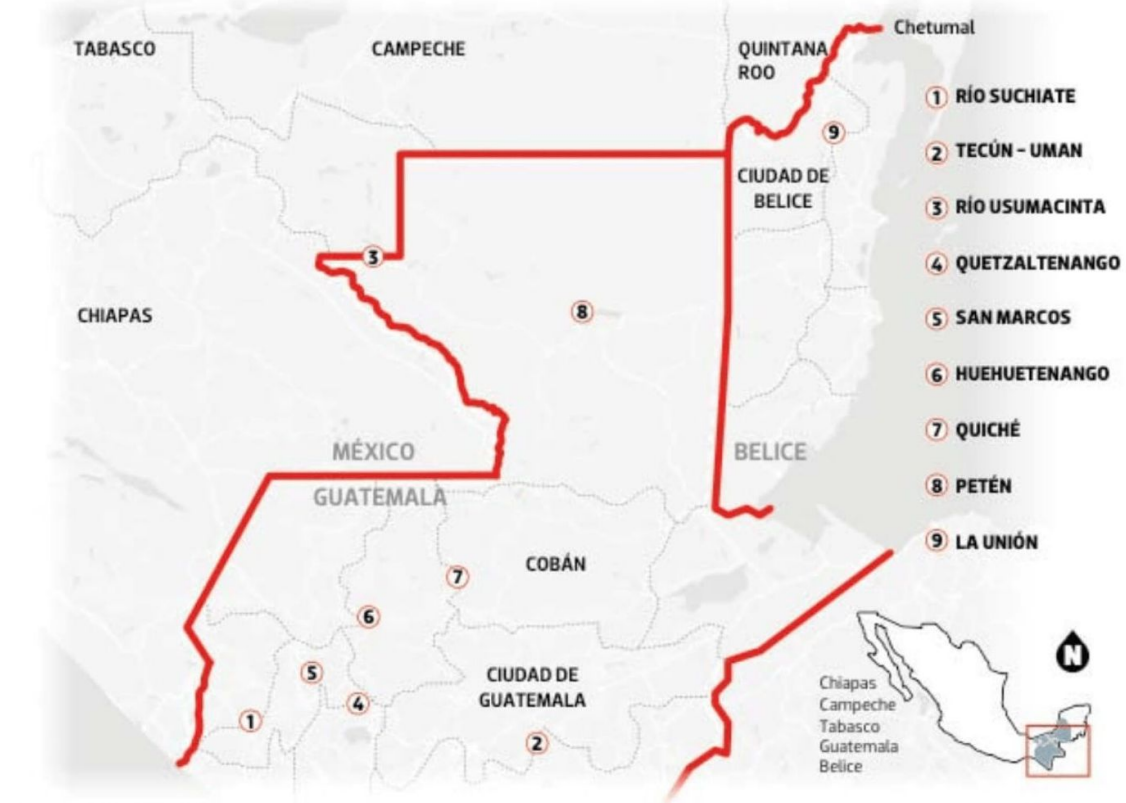 Chetumal
TABASCO
CAMPECHE
QUINTANA
ROO
1 RÍO SUCHIATE
9
2 TECÚN - UMAN
CIUDAD DE
BELICE
3 RÍO USUMACINTA
3
4 QUETZALTENANGO
CHIAPAS
8
5 SAN MARCOS
6 HUEHUETENANGO
7 QUICHÉ
MÉXICO
BELICE
GUATEMALA
8 PETÉN
9 LA UNIÓN
COBÁN
7
6
5
CIUDAD DE
GUATEMALA
4
1
2
N
Chiapas
Campeche
Tabasco
Guatemala
Belice